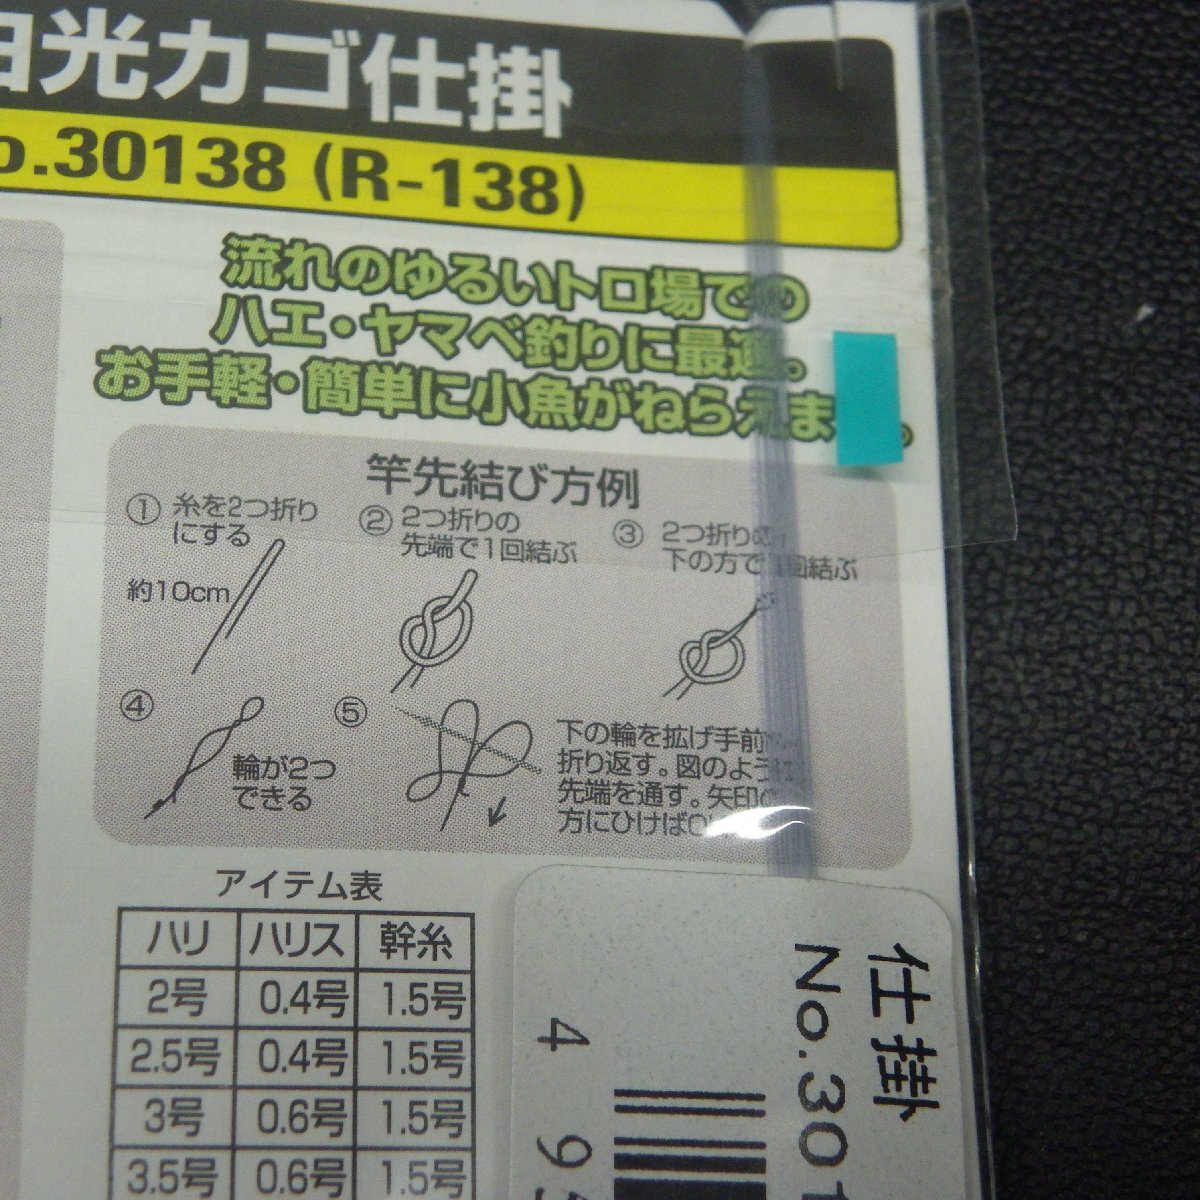 光カゴ仕掛
o.30138 (R-138)
流れのゆるいトロ場での
ハエ・ヤマベ釣りに最適。
お手軽・簡単に小魚がねらえま 。
竿先結び方例
① 糸を2つ折り
にする
約10cm
② 2つ折りの
先端で1回結ぶ
③ 2つ折りの
下の方で1回結ぶ
④
輪が2つ
できる
⑤
下の輪を拡げ手前
折り返す。図のように
先端を通す。矢印の
方にひけばOK
アイテム表
ハリ ハリス 幹糸
2号 0.4号 1.5号
2.5号 0.4号 1.5号
3号 0.6号 1.5号
3.5号 0.6号 1.5号
仕掛
No.301
4 95